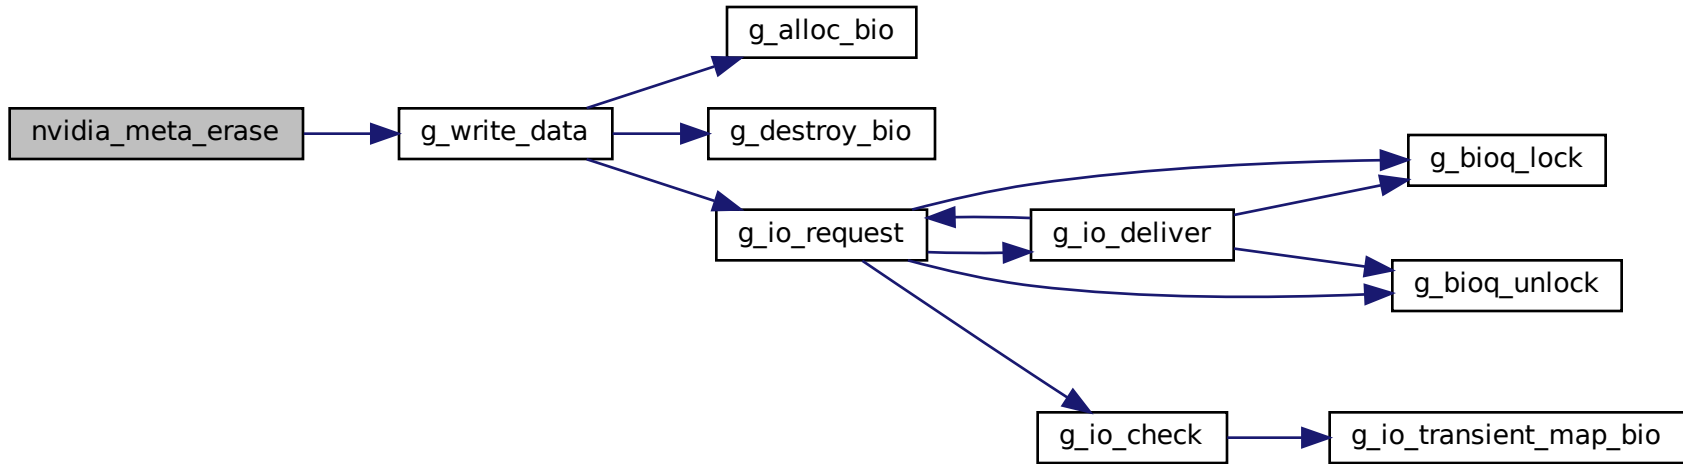 nvidia_meta_erase
g_write_data
g_alloc_bio
g_destroy_bio
g_io_request
g_io_deliver
g_bioq_lock
g_bioq_unlock
g_io_check
g_io_transient_map_bio